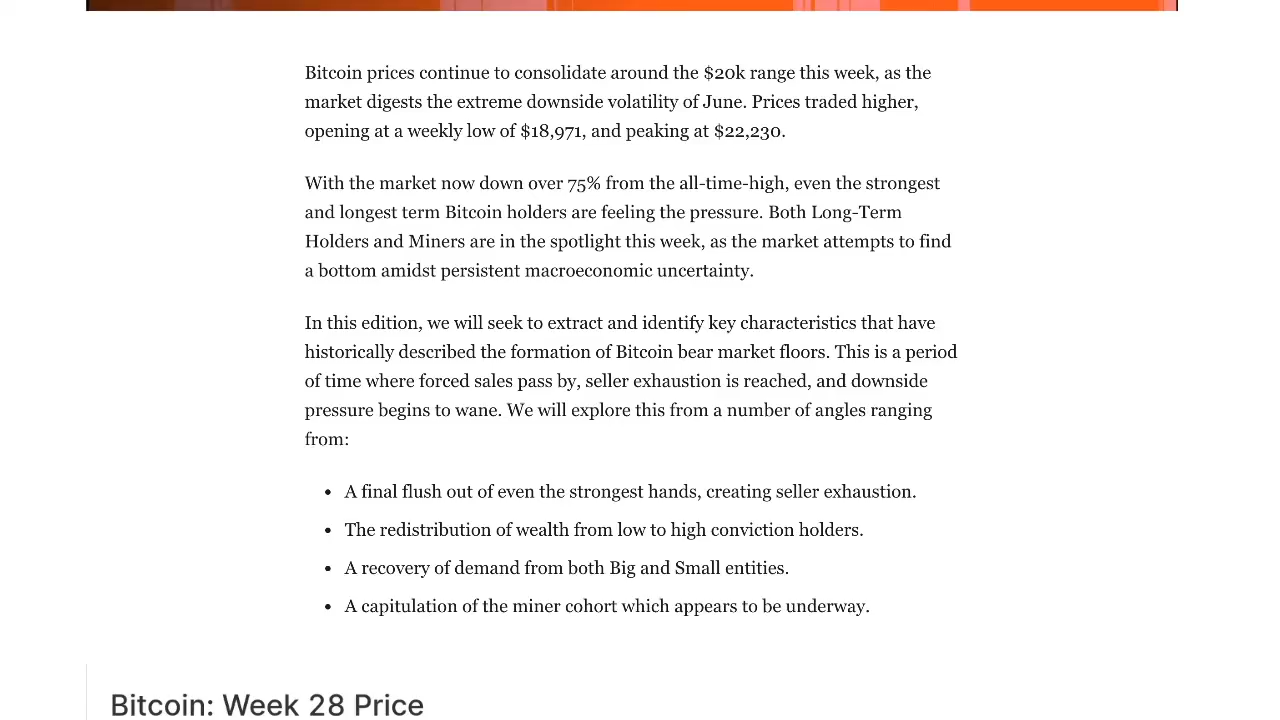 Bitcoin prices continue to consolidate around the $20k range this week, as the
market digests the extreme downside volatility of June. Prices traded higher,
opening at a weekly low of $18,971, and peaking at $22,230.
With the market now down over 75% from the all-time-high, even the strongest
and longest term Bitcoin holders are feeling the pressure. Both Long-Term
Holders and Miners are in the spotlight this week, as the market attempts to find
a bottom amidst persistent macroeconomic uncertainty.
In this edition, we will seek to extract and identify key characteristics that have
historically described the formation of Bitcoin bear market floors. This is a period
of time where forced sales pass by, seller exhaustion is reached, and downside
pressure begins to wane. We will explore this from a number of angles ranging
from:
• A final flush out of even the strongest hands, creating seller exhaustion.
• The redistribution of wealth from low to high conviction holders.
• A recovery of demand from both Big and Small entities.
• A capitulation of the miner cohort which appears to be underway.
Bitcoin: Week 28 Price